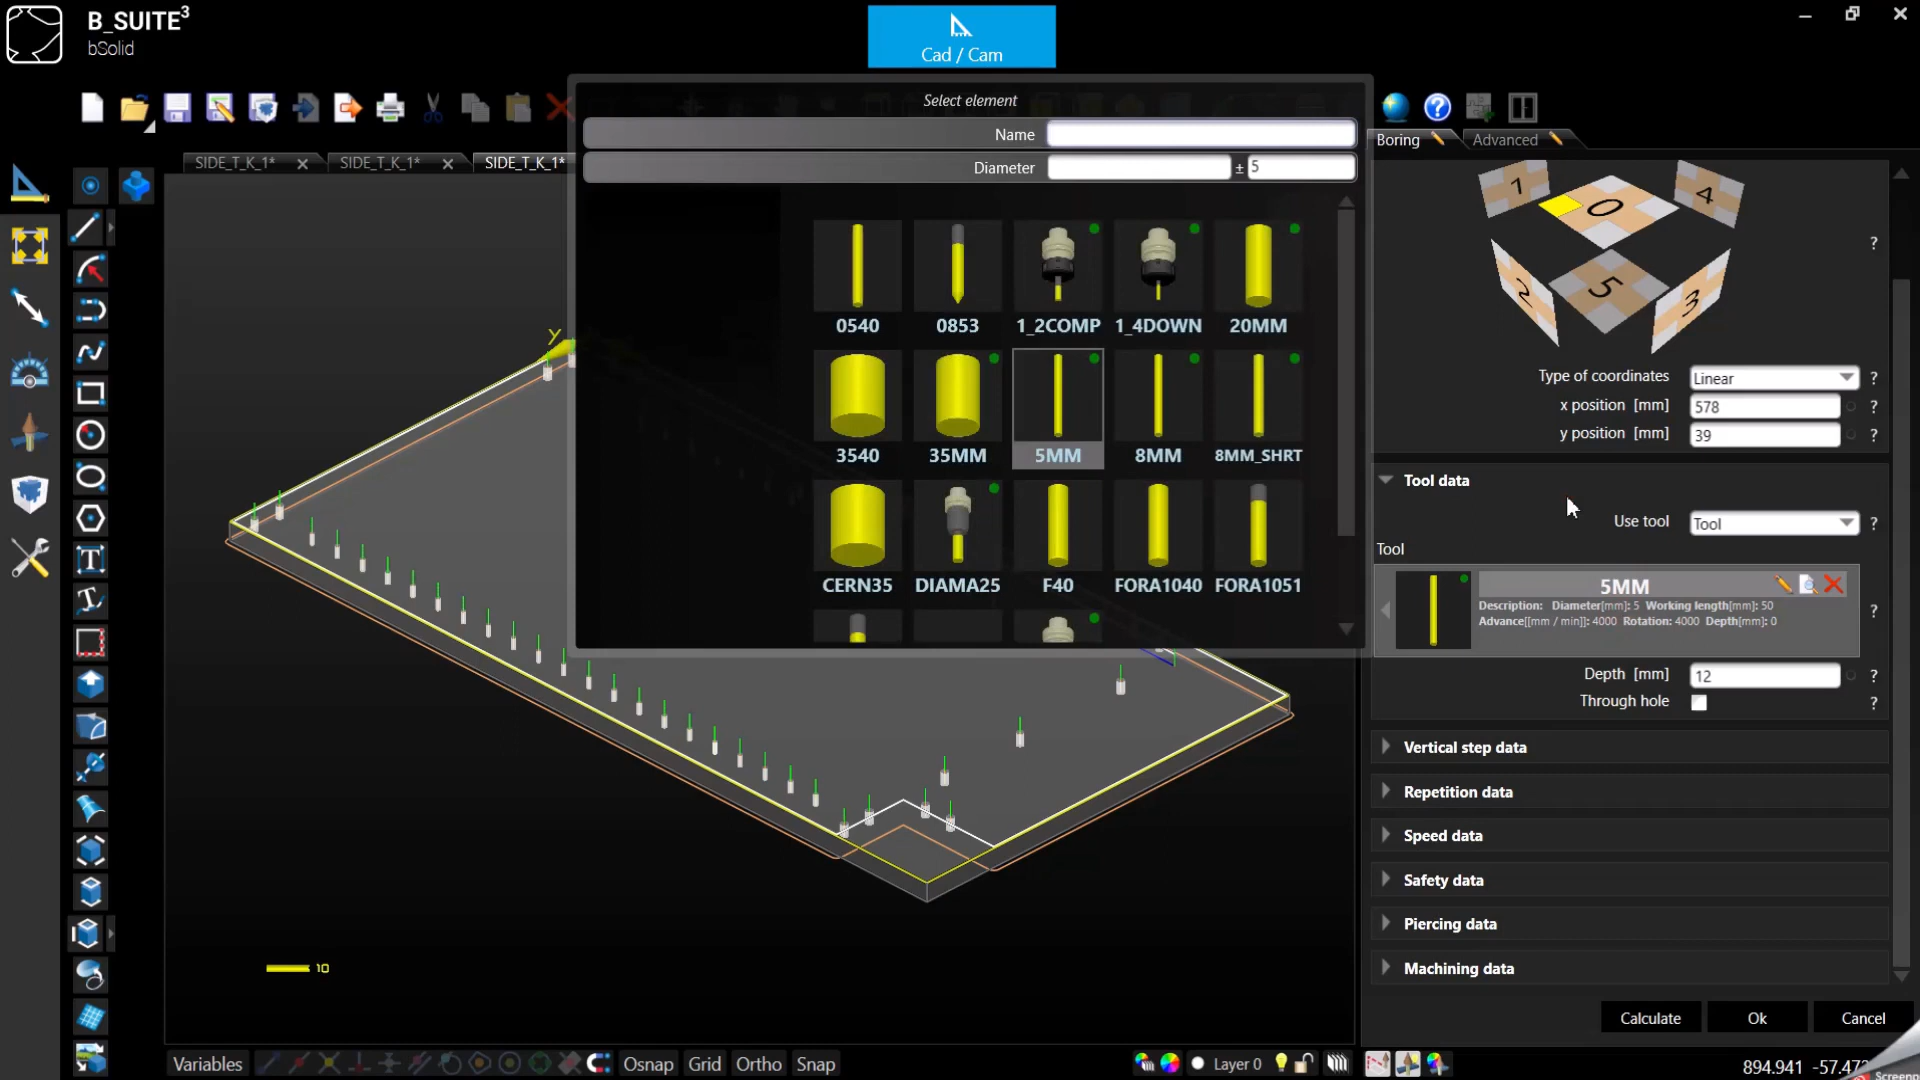 B_SUITE³
bSolid
Cad / Cam
Select element
Name
Diameter ± 5
SIDE_T_K_1*
SIDE_T_K_1*
SIDE_T_K_1*
Boring
Advanced
0540
0853
1_2COMP
1_4DOWN
20MM
3540
35MM
5MM
8MM
8MM_SHRT
CERN35
DIAMA25
F40
FORA1040
FORA1051
Y
10
1
0
4
2
5
3
?
Type of coordinates Linear ?
x position [mm] 578 ?
y position [mm] 39 ?
Tool data
Use tool Tool ?
Tool
5MM
Description: Diameter[mm]: 5 Working length[mm]: 50
Advance[[mm / min]]: 4000 Rotation: 4000 Depth[mm]: 0
?
Depth [mm] 12 ?
Through hole ?
Vertical step data
Repetition data
Speed data
Safety data
Piercing data
Machining data
Calculate
Ok
Cancel
Variables
Osnap
Grid
Ortho
Snap
Layer 0
894.941